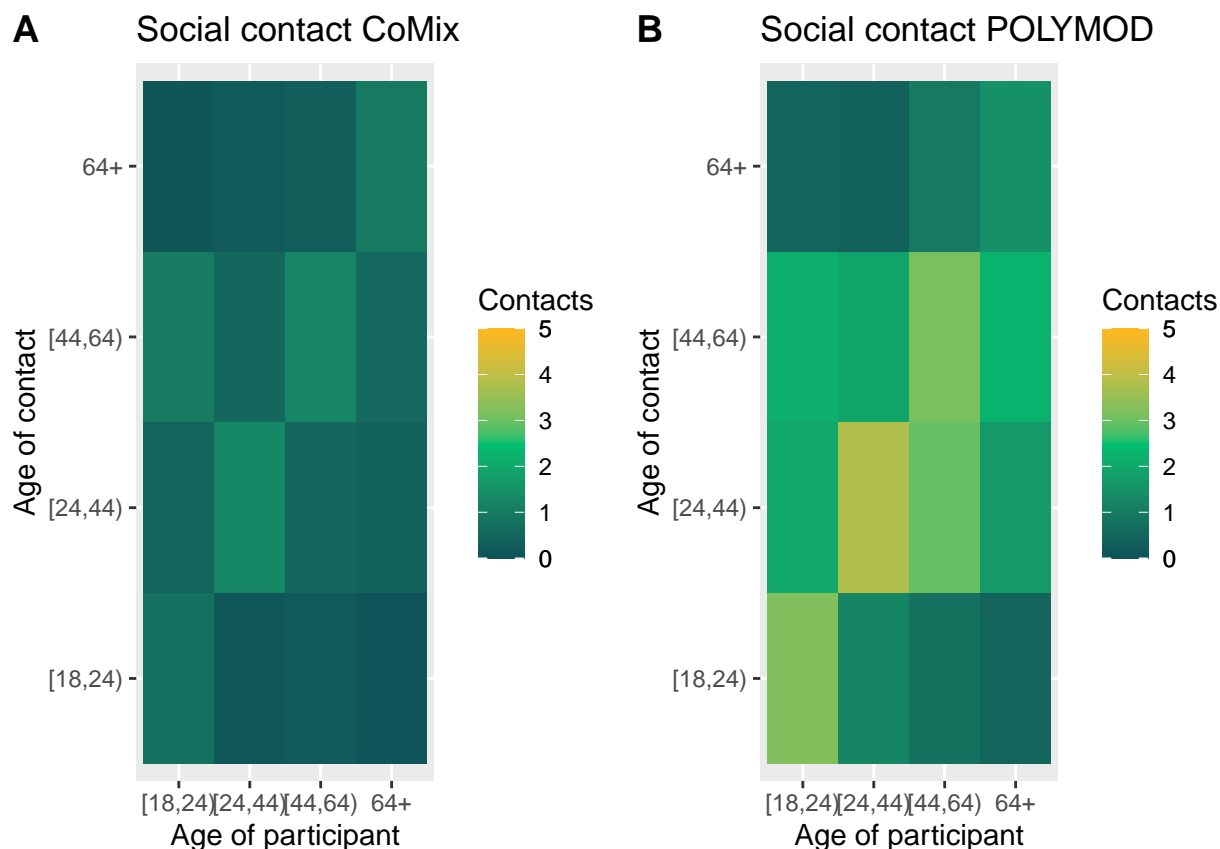 A
Social contact CoMix
Age of contact
64+
[44,64)
[24,44)
[18,24)
[18,24)
[24,44)
[44,64)
64+
Age of participant
Contacts
5
4
3
2
1
0
B
Social contact POLYMOD
Age of contact
64+
[44,64)
[24,44)
[18,24)
[18,24)
[24,44)
[44,64)
64+
Age of participant
Contacts
5
4
3
2
1
0